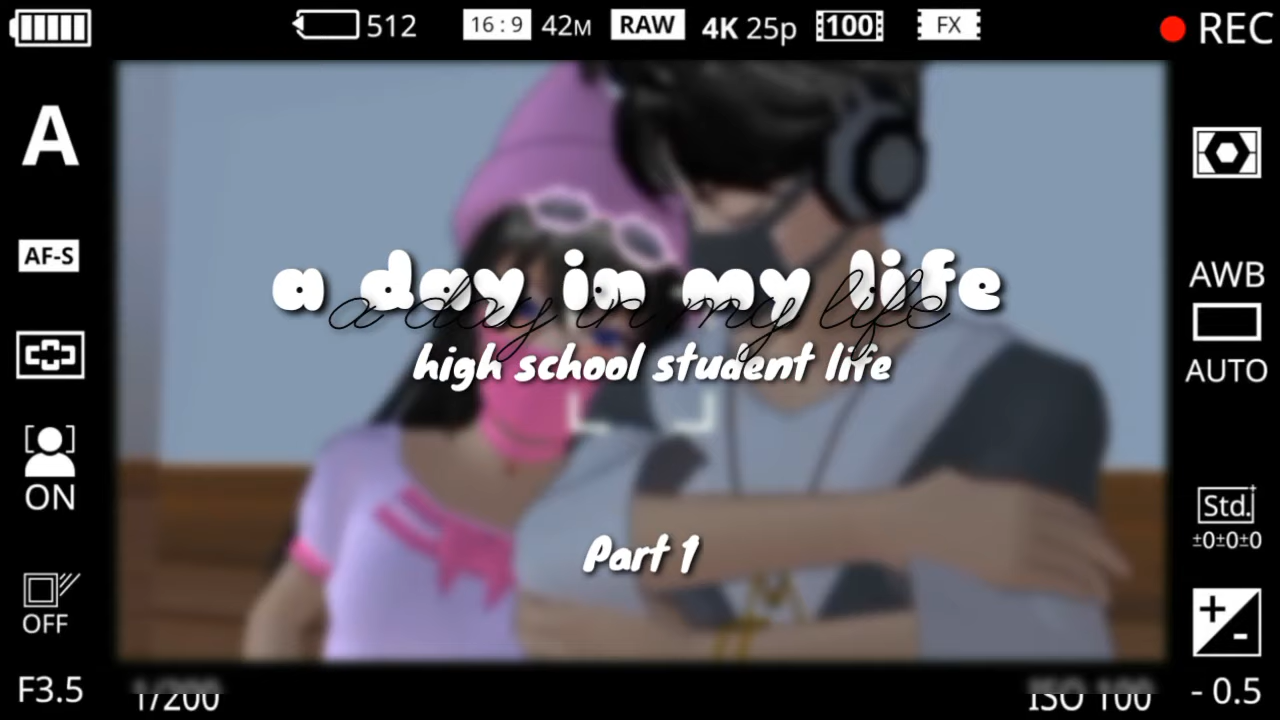 512 16:9 42M RAW 4K 25p 100 FX REC
A
AF-S
AWB
a day in my life
a day in my life
high school student life
AUTO
ON
Std.+
±0±0±0
Part 1
OFF
F3.5 1/200 ISO 100 - 0.5